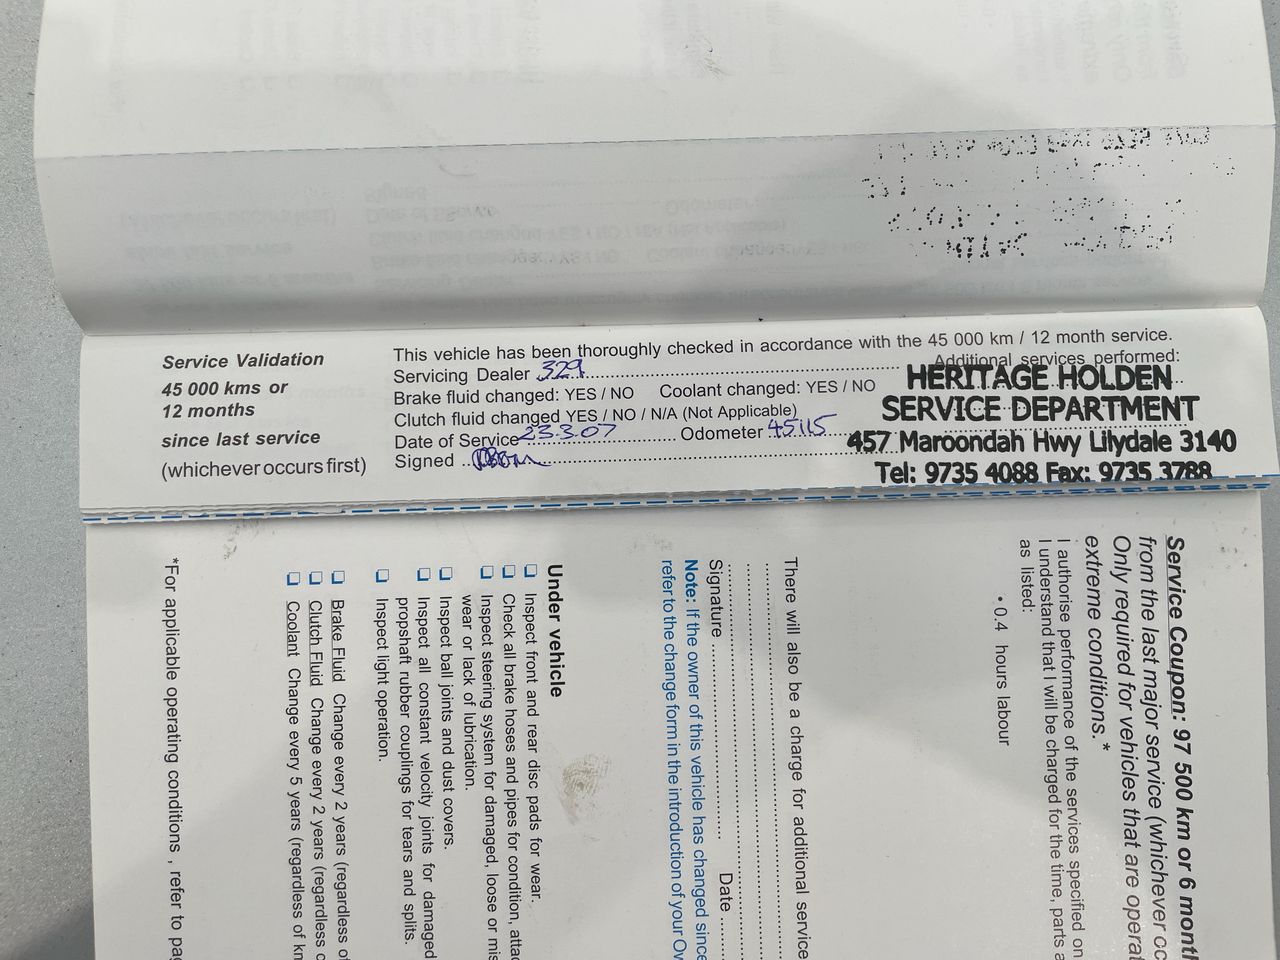 Service Validation
45 000 kms or
12 months
since last service
(whichever occurs first)
This vehicle has been thoroughly checked in accordance with the 45 000 km / 12 month service.
Servicing Dealer 329
Additional services performed:
Brake fluid changed: YES / NO Coolant changed: YES / NO
Clutch fluid changed YES / NO / N/A (Not Applicable)
Date of Service 23.3.07 Odometer 45115
Signed
HERITAGE HOLDEN
SERVICE DEPARTMENT
457 Maroondah Hwy Lilydale 3140
Tel: 9735 4088 Fax: 9735 3788
Service Coupon: 97 500 km or 6 month
from the last major service (whichever oc
Only required for vehicles that are operat
extreme conditions.*
I authorise performance of the services specified on
I understand that I will be charged for the time, parts a
as listed:
• 0.4 hours labour
There will also be a charge for additional service
Signature Date
Note: If the owner of this vehicle has changed since
refer to the change form in the introduction of your Ow
Under vehicle
❑ Inspect front and rear disc pads for wear.
❑ Check all brake hoses and pipes for condition, attac
❑ Inspect steering system for damaged, loose or mis
wear or lack of lubrication.
❑ Inspect ball joints and dust covers.
❑ Inspect all constant velocity joints for damaged
propshaft rubber couplings for tears and splits.
❑ Inspect light operation.
❑ Brake Fluid Change every 2 years (regardless of
❑ Clutch Fluid Change every 2 years (regardless o
❑ Coolant Change every 5 years (regardless of km
*For applicable operating conditions , refer to pag